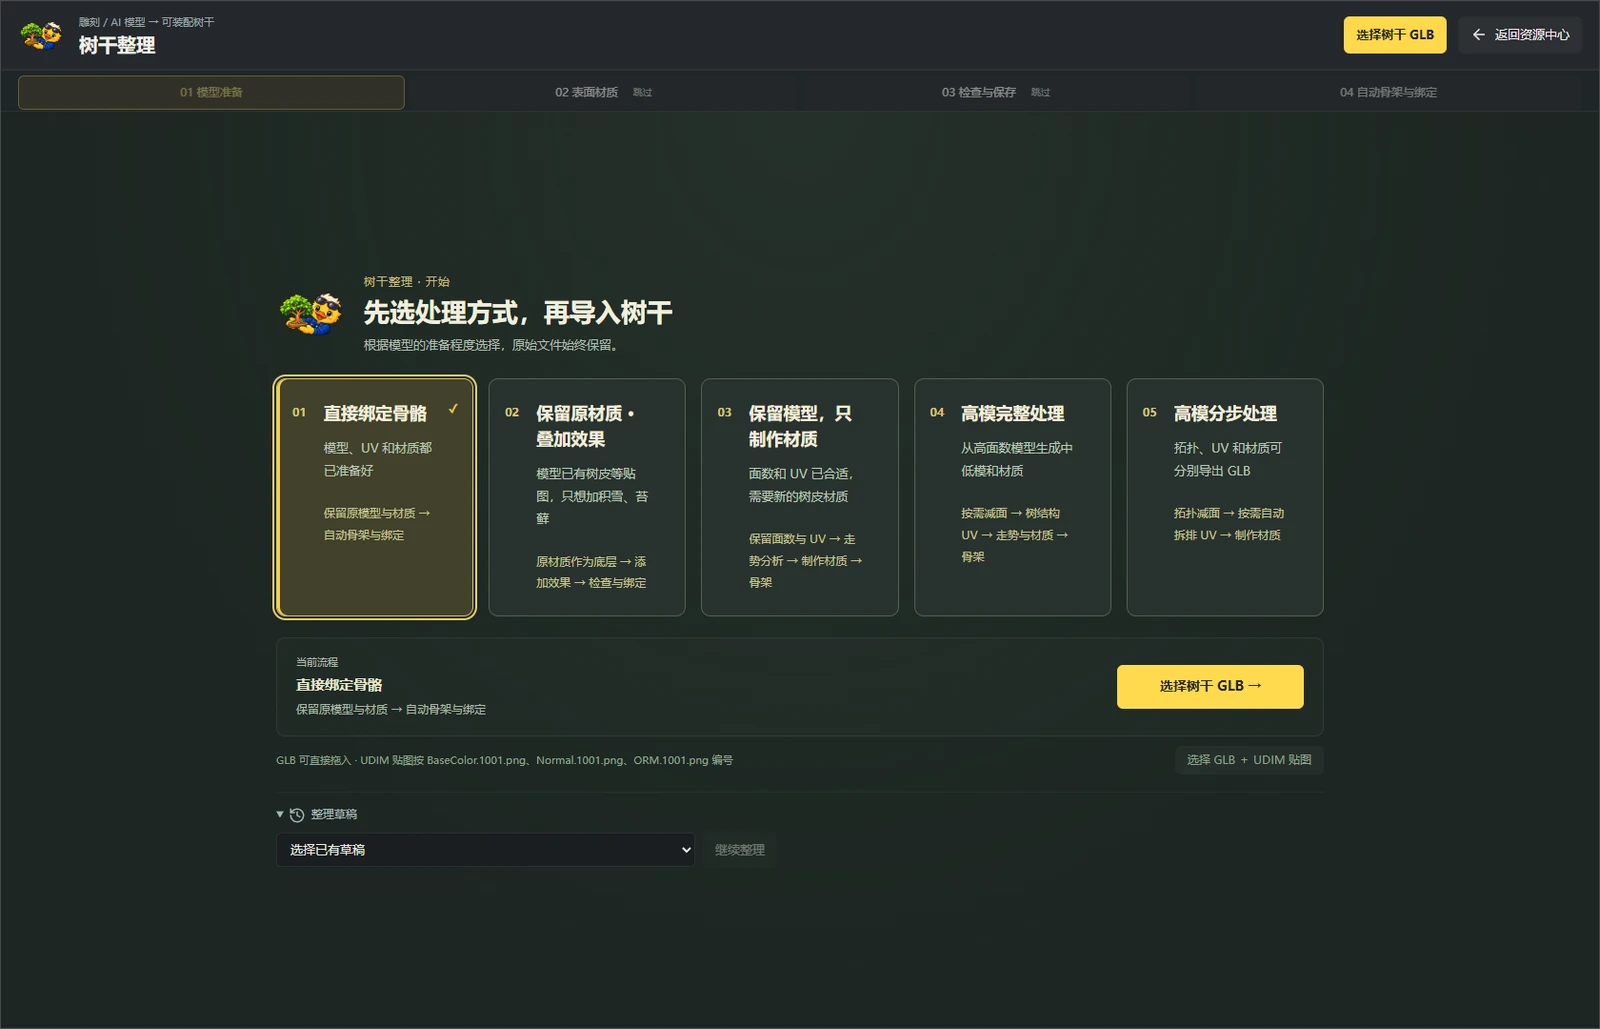 雕刻 / AI 模型 → 可装配树干
树干整理
选择树干 GLB
← 返回资源中心
01 模型准备
02 表面材质 跳过
03 检查与保存 跳过
04 自动骨架与绑定
树干整理 · 开始
先选处理方式，再导入树干
根据模型的准备程度选择，原始文件始终保留。
01 直接绑定骨骼 ✓
模型、UV 和材质都
已准备好
保留原模型与材质 →
自动骨架与绑定
02 保留原材质 •
叠加效果
模型已有树皮等贴
图，只想加积雪、苔
藓
原材质作为底层 → 添
加效果 → 检查与绑定
03 保留模型，只
制作材质
面数和 UV 已合适，
需要新的树皮材质
保留面数与 UV → 走
势分析 → 制作材质 →
骨架
04 高模完整处理
从高面数模型生成中
低模和材质
按需减面 → 树结构
UV → 走势与材质 →
骨架
05 高模分步处理
拓扑、UV 和材质可
分别导出 GLB
拓扑减面 → 按需自动
拆排 UV → 制作材质
当前流程
直接绑定骨骼
保留原模型与材质 → 自动骨架与绑定
选择树干 GLB →
GLB 可直接拖入 · UDIM 贴图按 BaseColor.1001.png、Normal.1001.png、ORM.1001.png 编号
选择 GLB + UDIM 贴图
▼ 整理草稿
选择已有草稿
继续整理